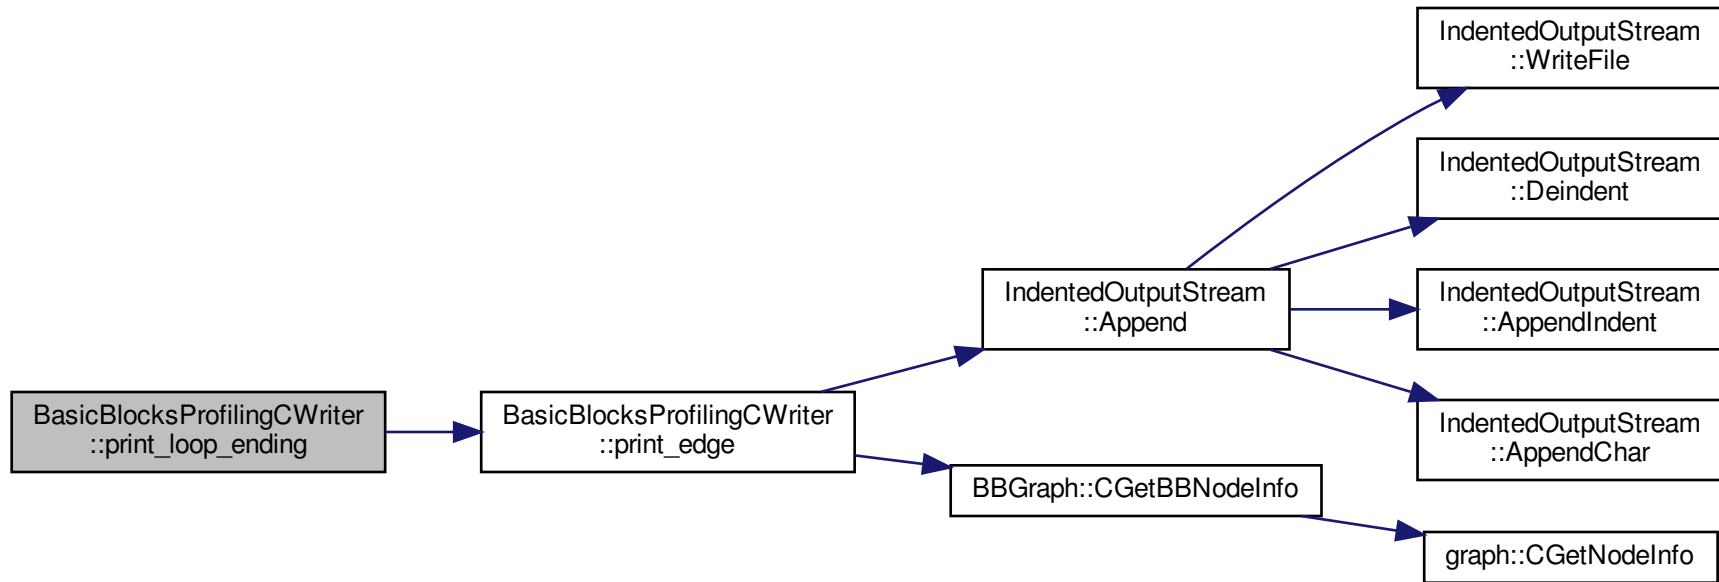 IndentedOutputStream
::WriteFile
IndentedOutputStream
::Deindent
IndentedOutputStream
::Append
IndentedOutputStream
::AppendIndent
BasicBlocksProfilingCWriter
::print_loop_ending
BasicBlocksProfilingCWriter
::print_edge
IndentedOutputStream
::AppendChar
BBGraph::CGetBBNodeInfo
graph::CGetNodeInfo